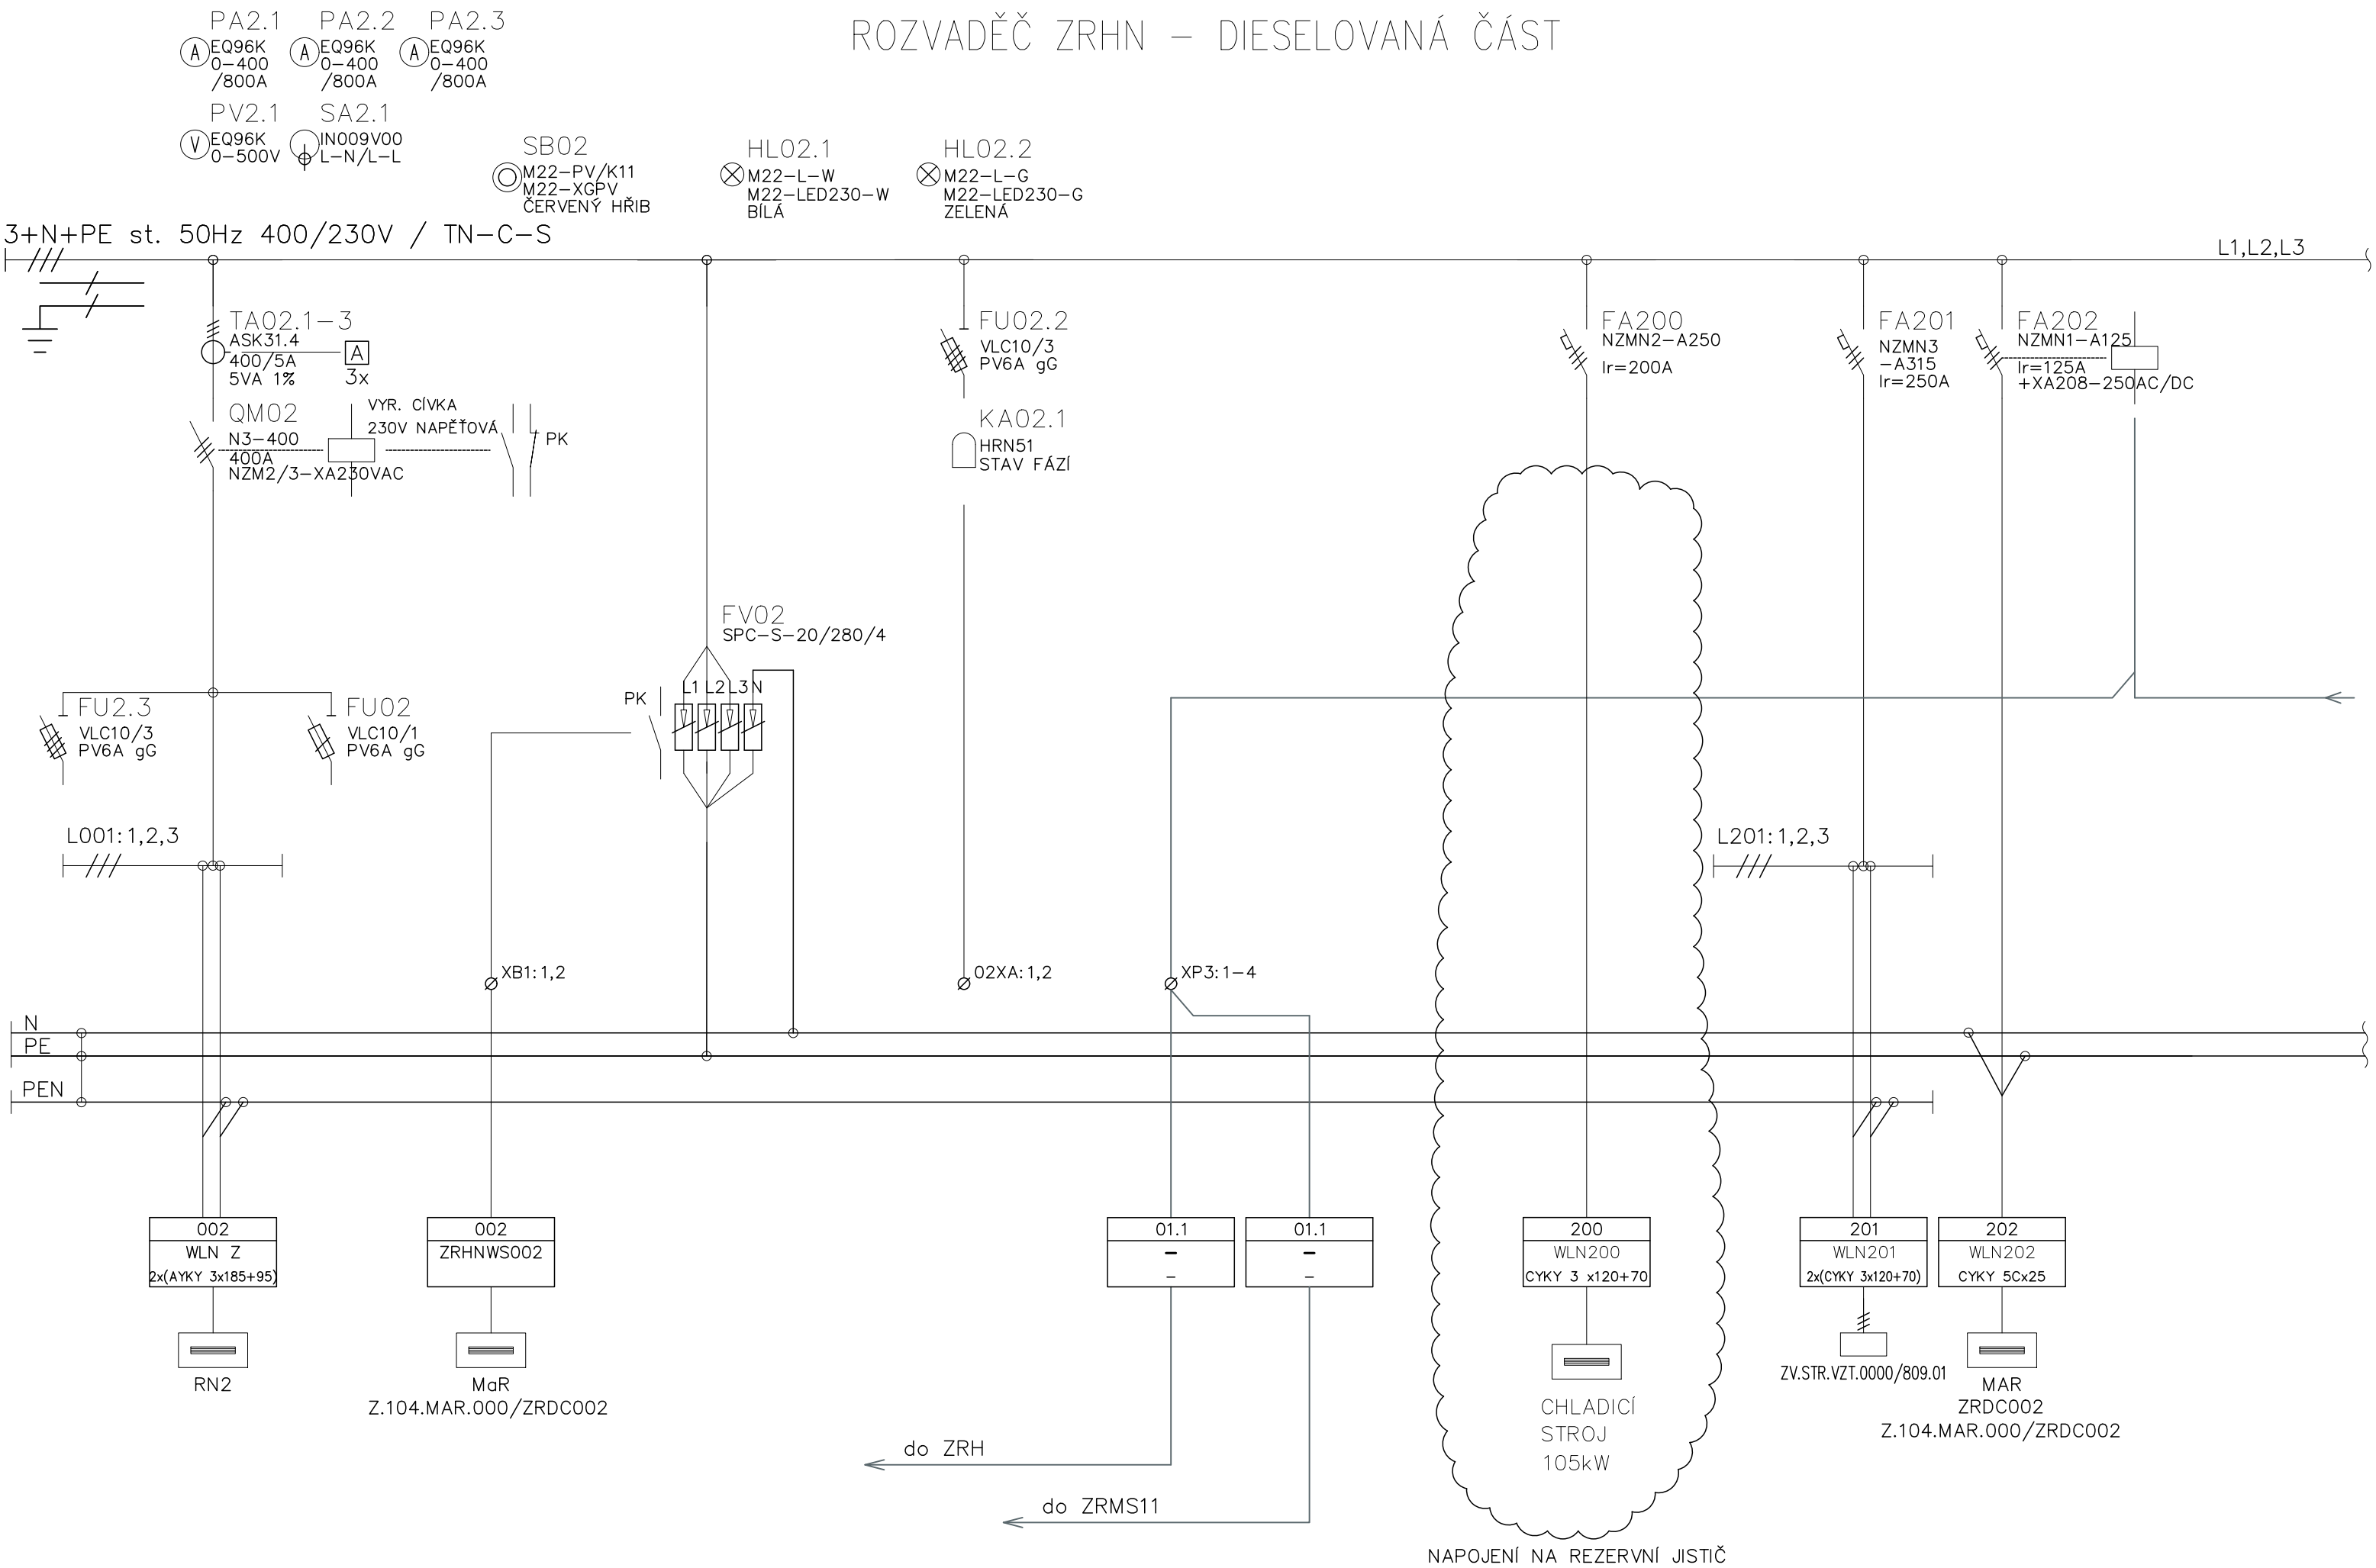 ROZVADĚČ ZRHN – DIESELOVANÁ ČÁST
PA2.1
A
EQ96K
0-400
/800A
PA2.2
A
EQ96K
0-400
/800A
PA2.3
A
EQ96K
0-400
/800A
PV2.1
V
EQ96K
0-500V
SA2.1
IN009V00
L-N/L-L
SB02
M22-PV/K11
M22-XGPV
ČERVENÝ HŘIB
HL02.1
M22-L-W
M22-LED230-W
BÍLÁ
HL02.2
M22-L-G
M22-LED230-G
ZELENÁ
3+N+PE st. 50Hz 400/230V / TN-C-S
L1,L2,L3
TA02.1-3
ASK31.4
400/5A
5VA 1%
A
3x
QM02
N3-400
400A
NZM2/3-XA230VAC
VYR. CÍVKA
230V NAPĚŤOVÁ
PK
FU02.2
VLC10/3
PV6A gG
KA02.1
HRN51
STAV FÁZÍ
FA200
NZMN2-A250
Ir=200A
FA201
NZMN3
-A315
Ir=250A
FA202
NZMN1-A125
Ir=125A
+XA208-250AC/DC
FV02
SPC-S-20/280/4
PK
L1 L2 L3 N
FU2.3
VLC10/3
PV6A gG
FU02
VLC10/1
PV6A gG
L001:1,2,3
L201:1,2,3
XB1:1,2
02XA:1,2
XP3:1-4
N
PE
PEN
002
WLN Z
2x(AYKY 3x185+95)
RN2
002
ZRHNWS002
MaR
Z.104.MAR.000/ZRDC002
01.1
-
-
01.1
-
-
200
WLN200
CYKY 3 x120+70
CHLADICÍ
STROJ
105kW
201
WLN201
2x(CYKY 3x120+70)
ZV.STR.VZT.0000/809.01
202
WLN202
CYKY 5Cx25
MAR
ZRDC002
Z.104.MAR.000/ZRDC002
do ZRH
do ZRMS11
NAPOJENÍ NA REZERVNÍ JISTIČ